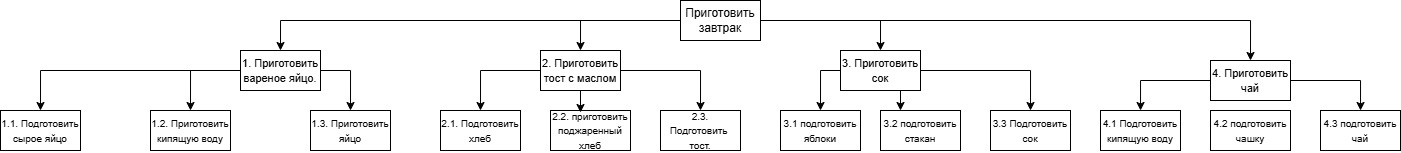 Приготовить
завтрак
1. Приготовить
вареное яйцо.
2. Приготовить
тост с маслом
3. Приготовить
сок
4. Приготовить
чай
1.1. Подготовить
сырое яйцо
1.2. Приготовить
кипящую воду
1.3. Приготовить
яйцо
2.1. Подготовить
хлеб
2.2. приготовить
поджаренный
хлеб
2.3.
Подготовить
тост.
3.1 подготовить
яблоки
3.2 подготовить
стакан
3.3 Подготовить
сок
4.1 Подготовить
кипящую воду
4.2 подготовить
чашку
4.3 подготовить
чай